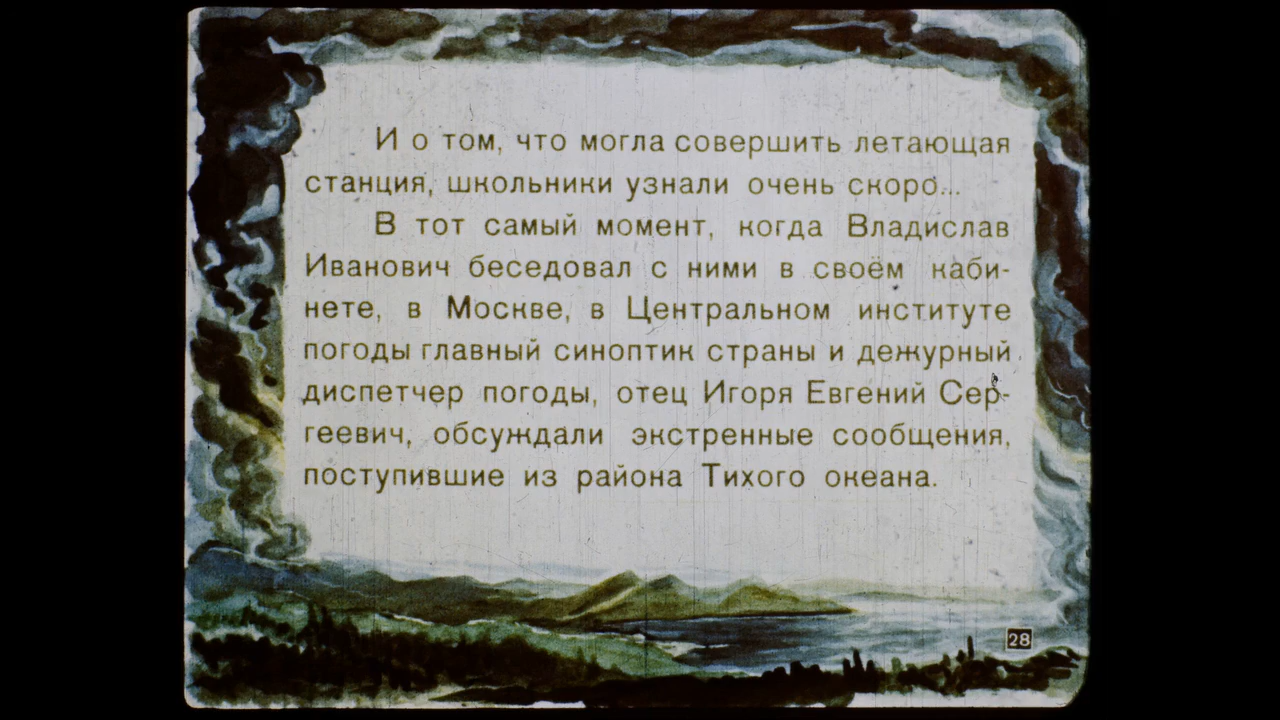 И о том, что могла совершить летающая
станция, школьники узнали очень скоро...
В тот самый момент, когда Владислав
Иванович беседовал с ними в своём каби-
нете, в Москве, в Центральном институте
погоды главный синоптик страны и дежурный
диспетчер погоды, отец Игоря Евгений Сер-
геевич, обсуждали экстренные сообщения,
поступившие из района Тихого океана.
28